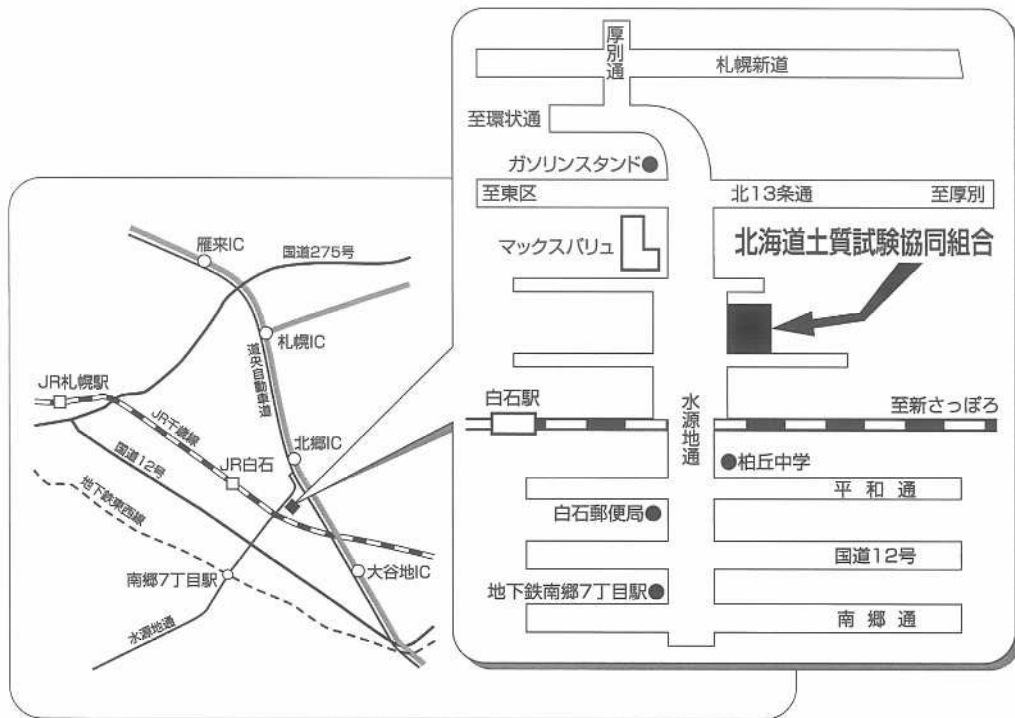 雁来IC
国道275号
札幌IC
道央自動車道
JR札幌駅
JR千歳線
北郷IC
国道12号
JR白石
地下鉄東西線
南郷7丁目駅
大谷地IC
水源地通
厚別通
札幌新道
至環状通
ガソリンスタンド
至東区
北13条通
至厚別
マックスバリュ
北海道土質試験協同組合
白石駅
水源地通
至新さっぽろ
柏丘中学
平和通
白石郵便局
国道12号
地下鉄南郷7丁目駅
南郷通